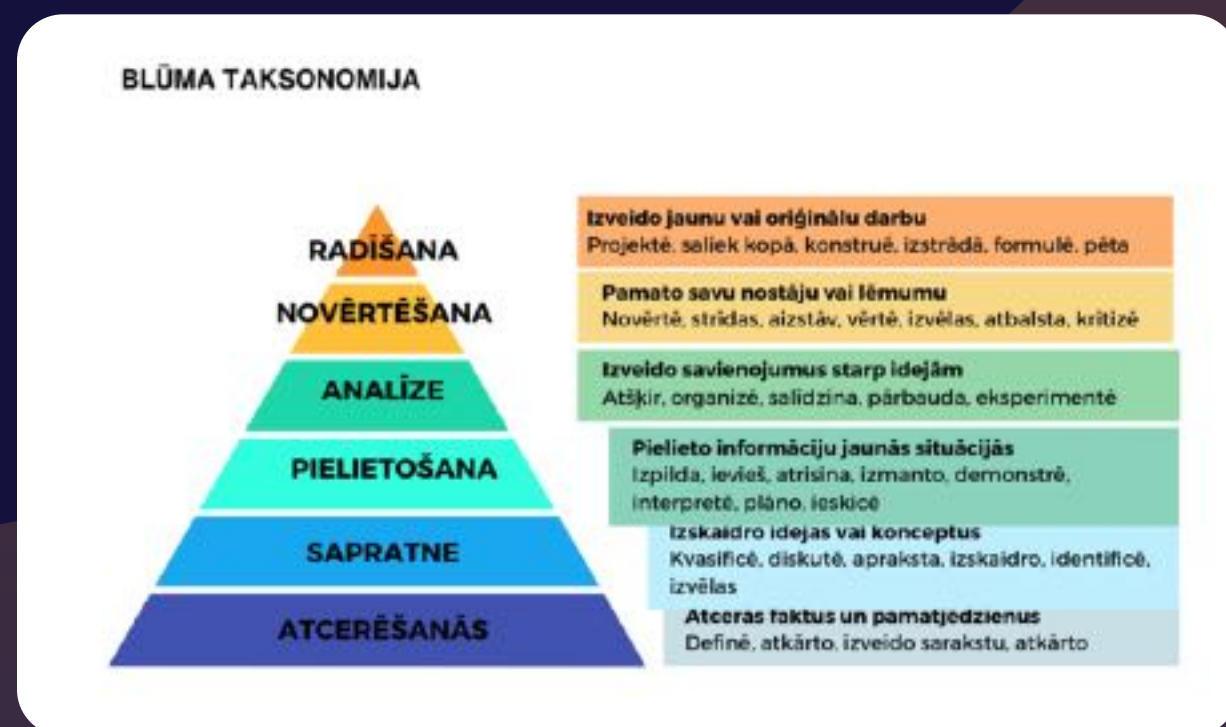 BLŪMA TAKSONOMIJA
RADĪŠANA
Izveido jaunu vai oriģinālu darbu
Projektē, saliek kopā, konstruē, izstrādā, formulē, pēta
NOVĒRTĒŠANA
Pamato savu nostāju vai lēmumu
Novērtē, strīdas, aizstāv, vērtē, izvēlas, atbalsta, kritizē
ANALĪZE
Izveido savienojumus starp idejām
Atšķir, organizē, salīdzina, pārbauda, eksperimentē
PIELIETOŠANA
Pielieto informāciju jaunās situācijās
Izpilda, ievieš, atrisina, izmanto, demonstrē,
interpretē, plāno, ieskicē
SAPRATNE
Izskaidro idejas vai konceptus
Kvasificē, diskutē, apraksta, izskaidro, identificē,
izvēlas
ATCERĒŠANĀS
Atceras faktus un pamatjēdzienus
Definē, atkārto, izveido sarakstu, atkārto